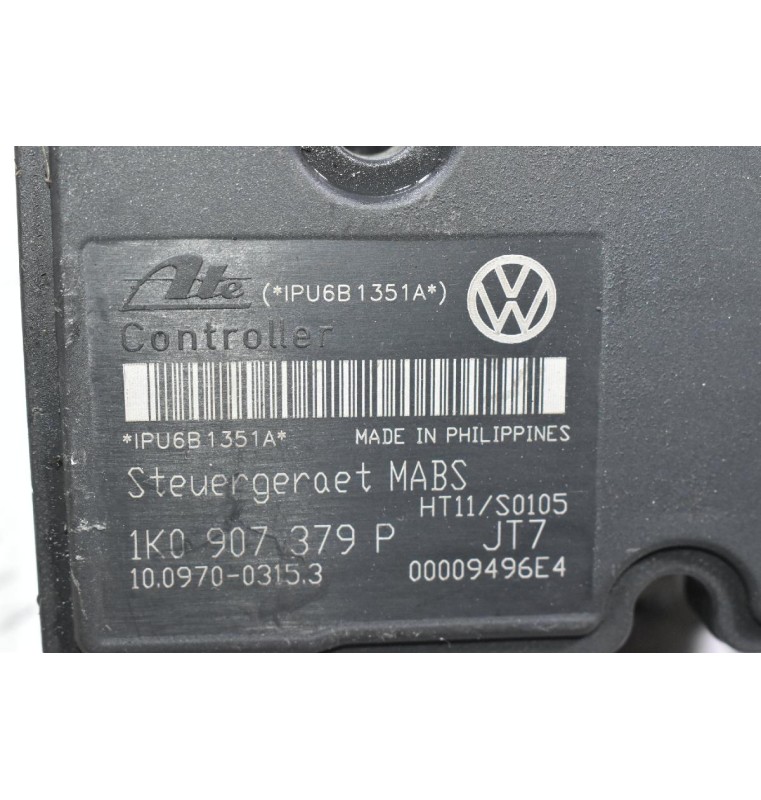 Ate (*IPU6B1351A*)
Controller
*IPU6B1351A* MADE IN PHILIPPINES
Steuergeraet MABS
HT11/S0105
1K0 907 379 P JT7
10.0970-0315.3 00009496E4